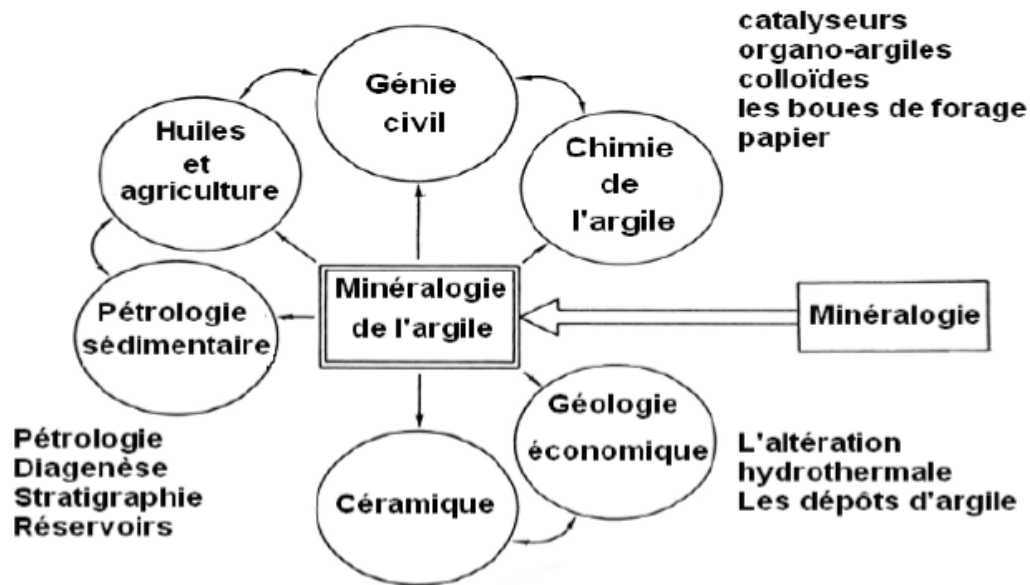 catalyseurs
organo-argiles
colloïdes
les boues de forage
papier
Génie
civil
Huiles
et
agriculture
Chimie
de
l'argile
Minéralogie
de l'argile
Minéralogie
Pétrologie
sédimentaire
Géologie
économique
Céramique
Pétrologie
Diagenèse
Stratigraphie
Réservoirs
L'altération
hydrothermale
Les dépôts d'argile